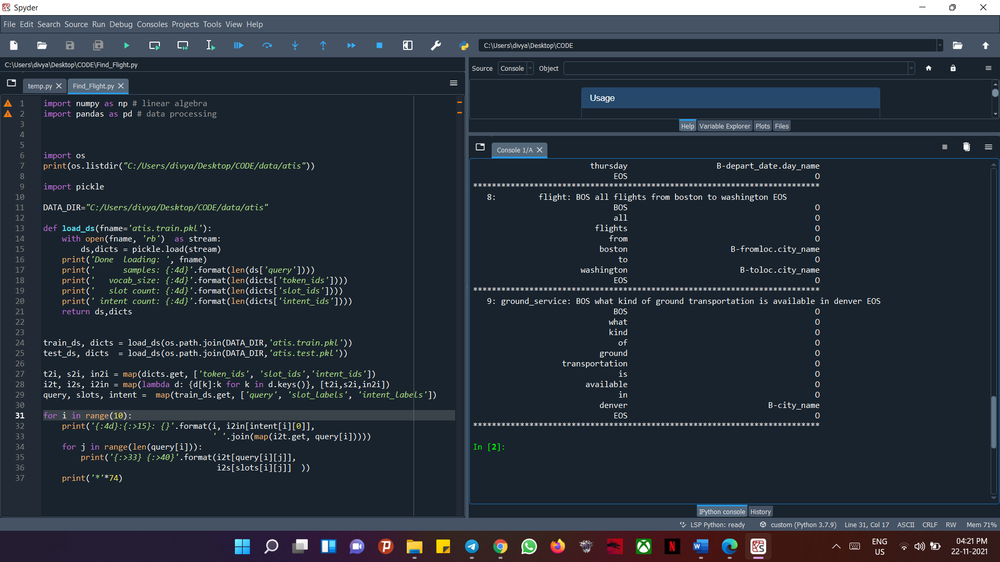 Spyder
File Edit Search Source Run Debug Consoles Projects Tools View Help
C:\Users\divya\Desktop\CODE
C:\Users\divya\Desktop\CODE\Find_Flight.py
temp.py Find_Flight.py
1 import numpy as np # linear algebra
2 import pandas as pd # data processing
3
4
5
6 import os
7 print(os.listdir("C:/Users/divya/Desktop/CODE/data/atis"))
8
9 import pickle
10
11 DATA_DIR="C:/Users/divya/Desktop/CODE/data/atis"
12
13 def load_ds(fname='atis.train.pkl'):
14     with open(fname, 'rb')  as stream:
15         ds,dicts = pickle.load(stream)
16     print('Done  loading: ', fname)
17     print('      samples: {:4d}'.format(len(ds['query'])))
18     print('   vocab_size: {:4d}'.format(len(dicts['token_ids'])))
19     print('   slot count: {:4d}'.format(len(dicts['slot_ids'])))
20     print(' intent count: {:4d}'.format(len(dicts['intent_ids'])))
21     return ds,dicts
22
23
24 train_ds, dicts = load_ds(os.path.join(DATA_DIR,'atis.train.pkl'))
25 test_ds, dicts  = load_ds(os.path.join(DATA_DIR,'atis.test.pkl'))
26
27 t2i, s2i, in2i = map(dicts.get, ['token_ids', 'slot_ids','intent_ids'])
28 i2t, i2s, i2in = map(lambda d: {d[k]:k for k in d.keys()}, [t2i,s2i,in2i])
29 query, slots, intent =  map(train_ds.get, ['query', 'slot_labels', 'intent_labels'])
30
31 for i in range(10):
32     print('{:4d}:{:>15}: {}'.format(i, i2in[intent[i][0]],
33                                     ' '.join(map(i2t.get, query[i]))))
34     for j in range(len(query[i])):
35         print('{:>33} {:>40}'.format(i2t[query[i][j]],
36                                      i2s[slots[i][j]]  ))
37     print('*'*74)
Source Console Object
Usage
Help Variable Explorer Plots Files
Console 1/A
thursday B-depart_date.day_name
EOS O
**************************************************************************
8: flight: BOS all flights from boston to washington EOS
BOS O
all O
flights O
from O
boston B-fromloc.city_name
to O
washington B-toloc.city_name
EOS O
**************************************************************************
9: ground_service: BOS what kind of ground transportation is available in denver EOS
BOS O
what O
kind O
of O
ground O
transportation O
is O
available O
in O
denver B-city_name
EOS O
**************************************************************************
In [2]:
IPython console History
LSP Python: ready custom (Python 3.7.9) Line 31, Col 17 ASCII CRLF RW Mem 71%
ENG
US
04:21 PM
22-11-2021